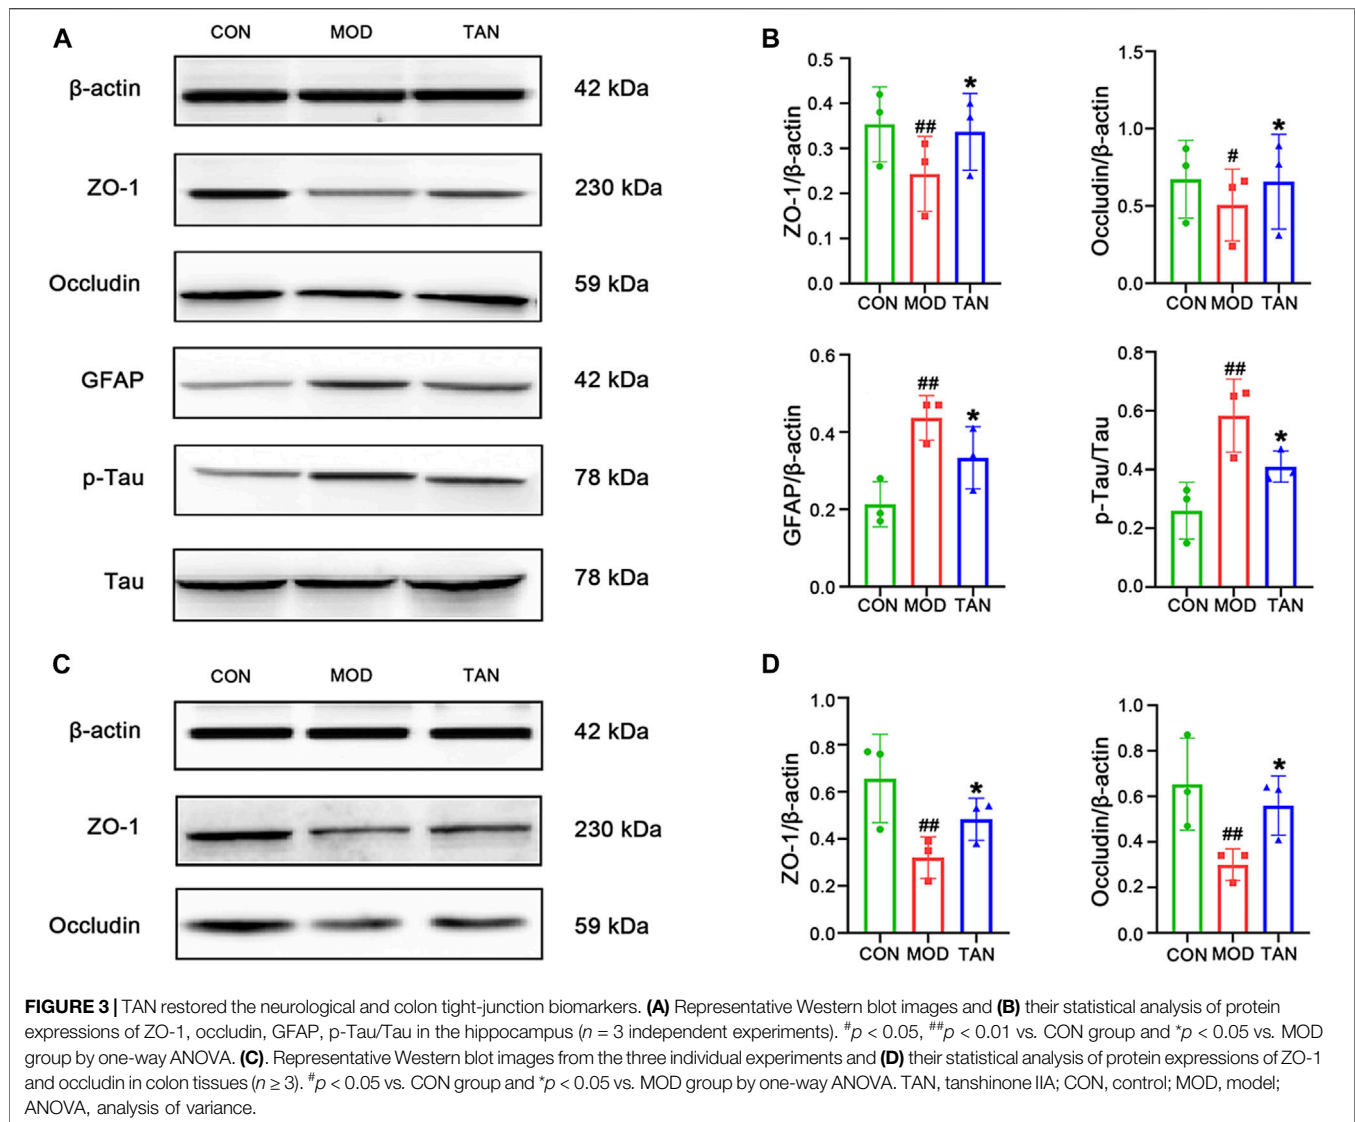 A
CON MOD TAN
β-actin 42 kDa
ZO-1 230 kDa
Occludin 59 kDa
GFAP 42 kDa
p-Tau 78 kDa
Tau 78 kDa
B
ZO-1/β-actin
0.5
0.4
0.3
0.2
0.1
0.0
##
*
CON MOD TAN
Occludin/β-actin
1.5
1.0
0.5
0.0
#
*
CON MOD TAN
GFAP/β-actin
0.6
0.4
0.2
0.0
##
*
CON MOD TAN
p-Tau/Tau
0.8
0.6
0.4
0.2
0.0
##
*
CON MOD TAN
C
CON MOD TAN
β-actin 42 kDa
ZO-1 230 kDa
Occludin 59 kDa
D
ZO-1/β-actin
1.0
0.8
0.6
0.4
0.2
0.0
##
*
CON MOD TAN
Occludin/β-actin
1.0
0.8
0.6
0.4
0.2
0.0
##
*
CON MOD TAN
FIGURE 3 | TAN restored the neurological and colon tight-junction biomarkers. (A) Representative Western blot images and (B) their statistical analysis of protein
expressions of ZO-1, occludin, GFAP, p-Tau/Tau in the hippocampus (n = 3 independent experiments). #p < 0.05, ##p < 0.01 vs. CON group and *p < 0.05 vs. MOD
group by one-way ANOVA. (C). Representative Western blot images from the three individual experiments and (D) their statistical analysis of protein expressions of ZO-1
and occludin in colon tissues (n ≥ 3). #p < 0.05 vs. CON group and *p < 0.05 vs. MOD group by one-way ANOVA. TAN, tanshinone IIA; CON, control; MOD, model;
ANOVA, analysis of variance.